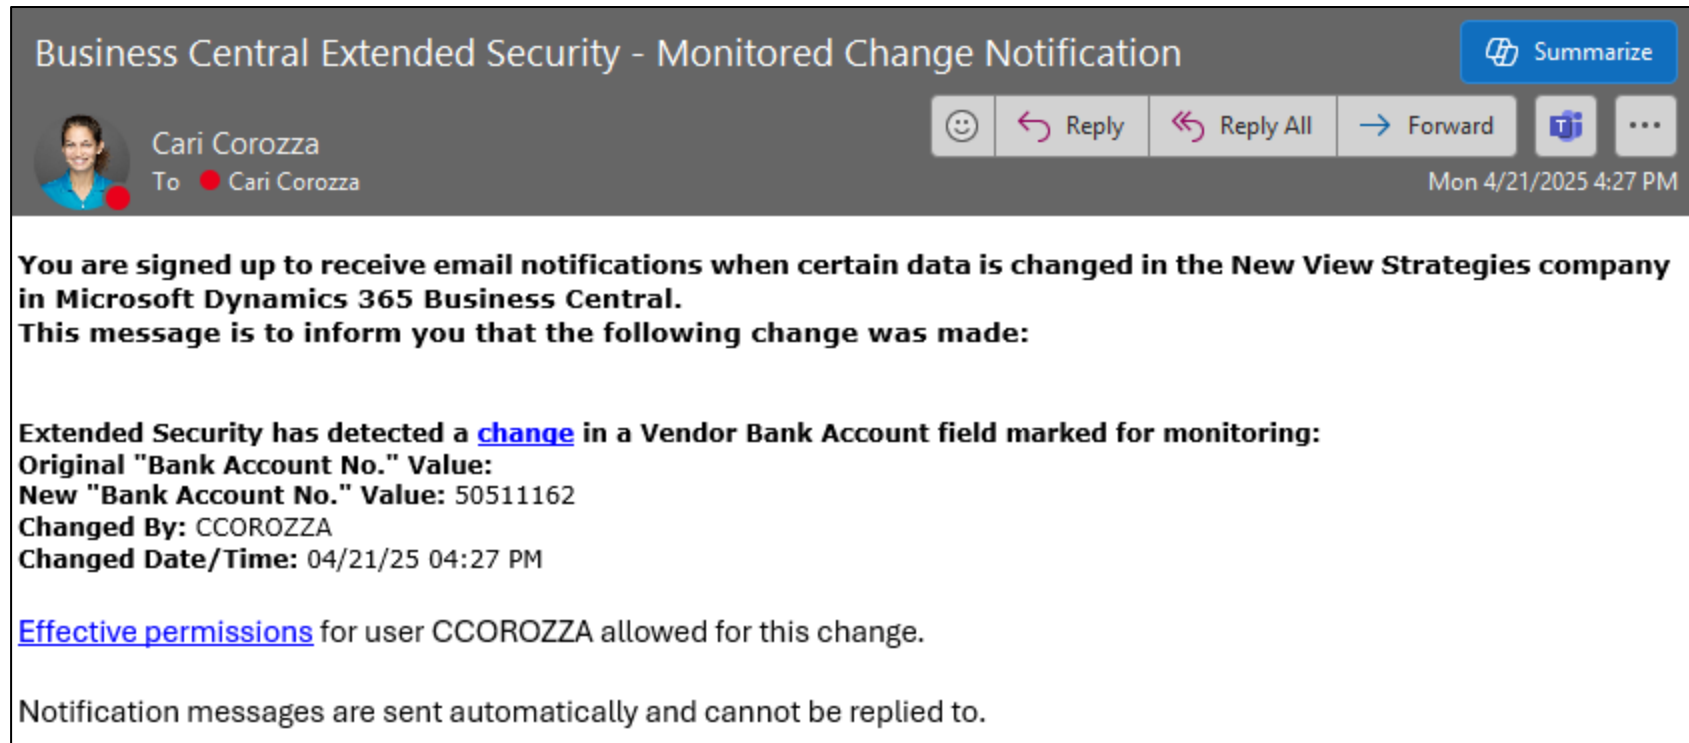 Business Central Extended Security - Monitored Change Notification
Summarize
Reply
Reply All
Forward
Cari Corozza
To Cari Corozza
Mon 4/21/2025 4:27 PM
You are signed up to receive email notifications when certain data is changed in the New View Strategies company
in Microsoft Dynamics 365 Business Central.
This message is to inform you that the following change was made:
Extended Security has detected a change in a Vendor Bank Account field marked for monitoring:
Original "Bank Account No." Value:
New "Bank Account No." Value: 50511162
Changed By: CCOROZZA
Changed Date/Time: 04/21/25 04:27 PM
Effective permissions for user CCOROZZA allowed for this change.
Notification messages are sent automatically and cannot be replied to.